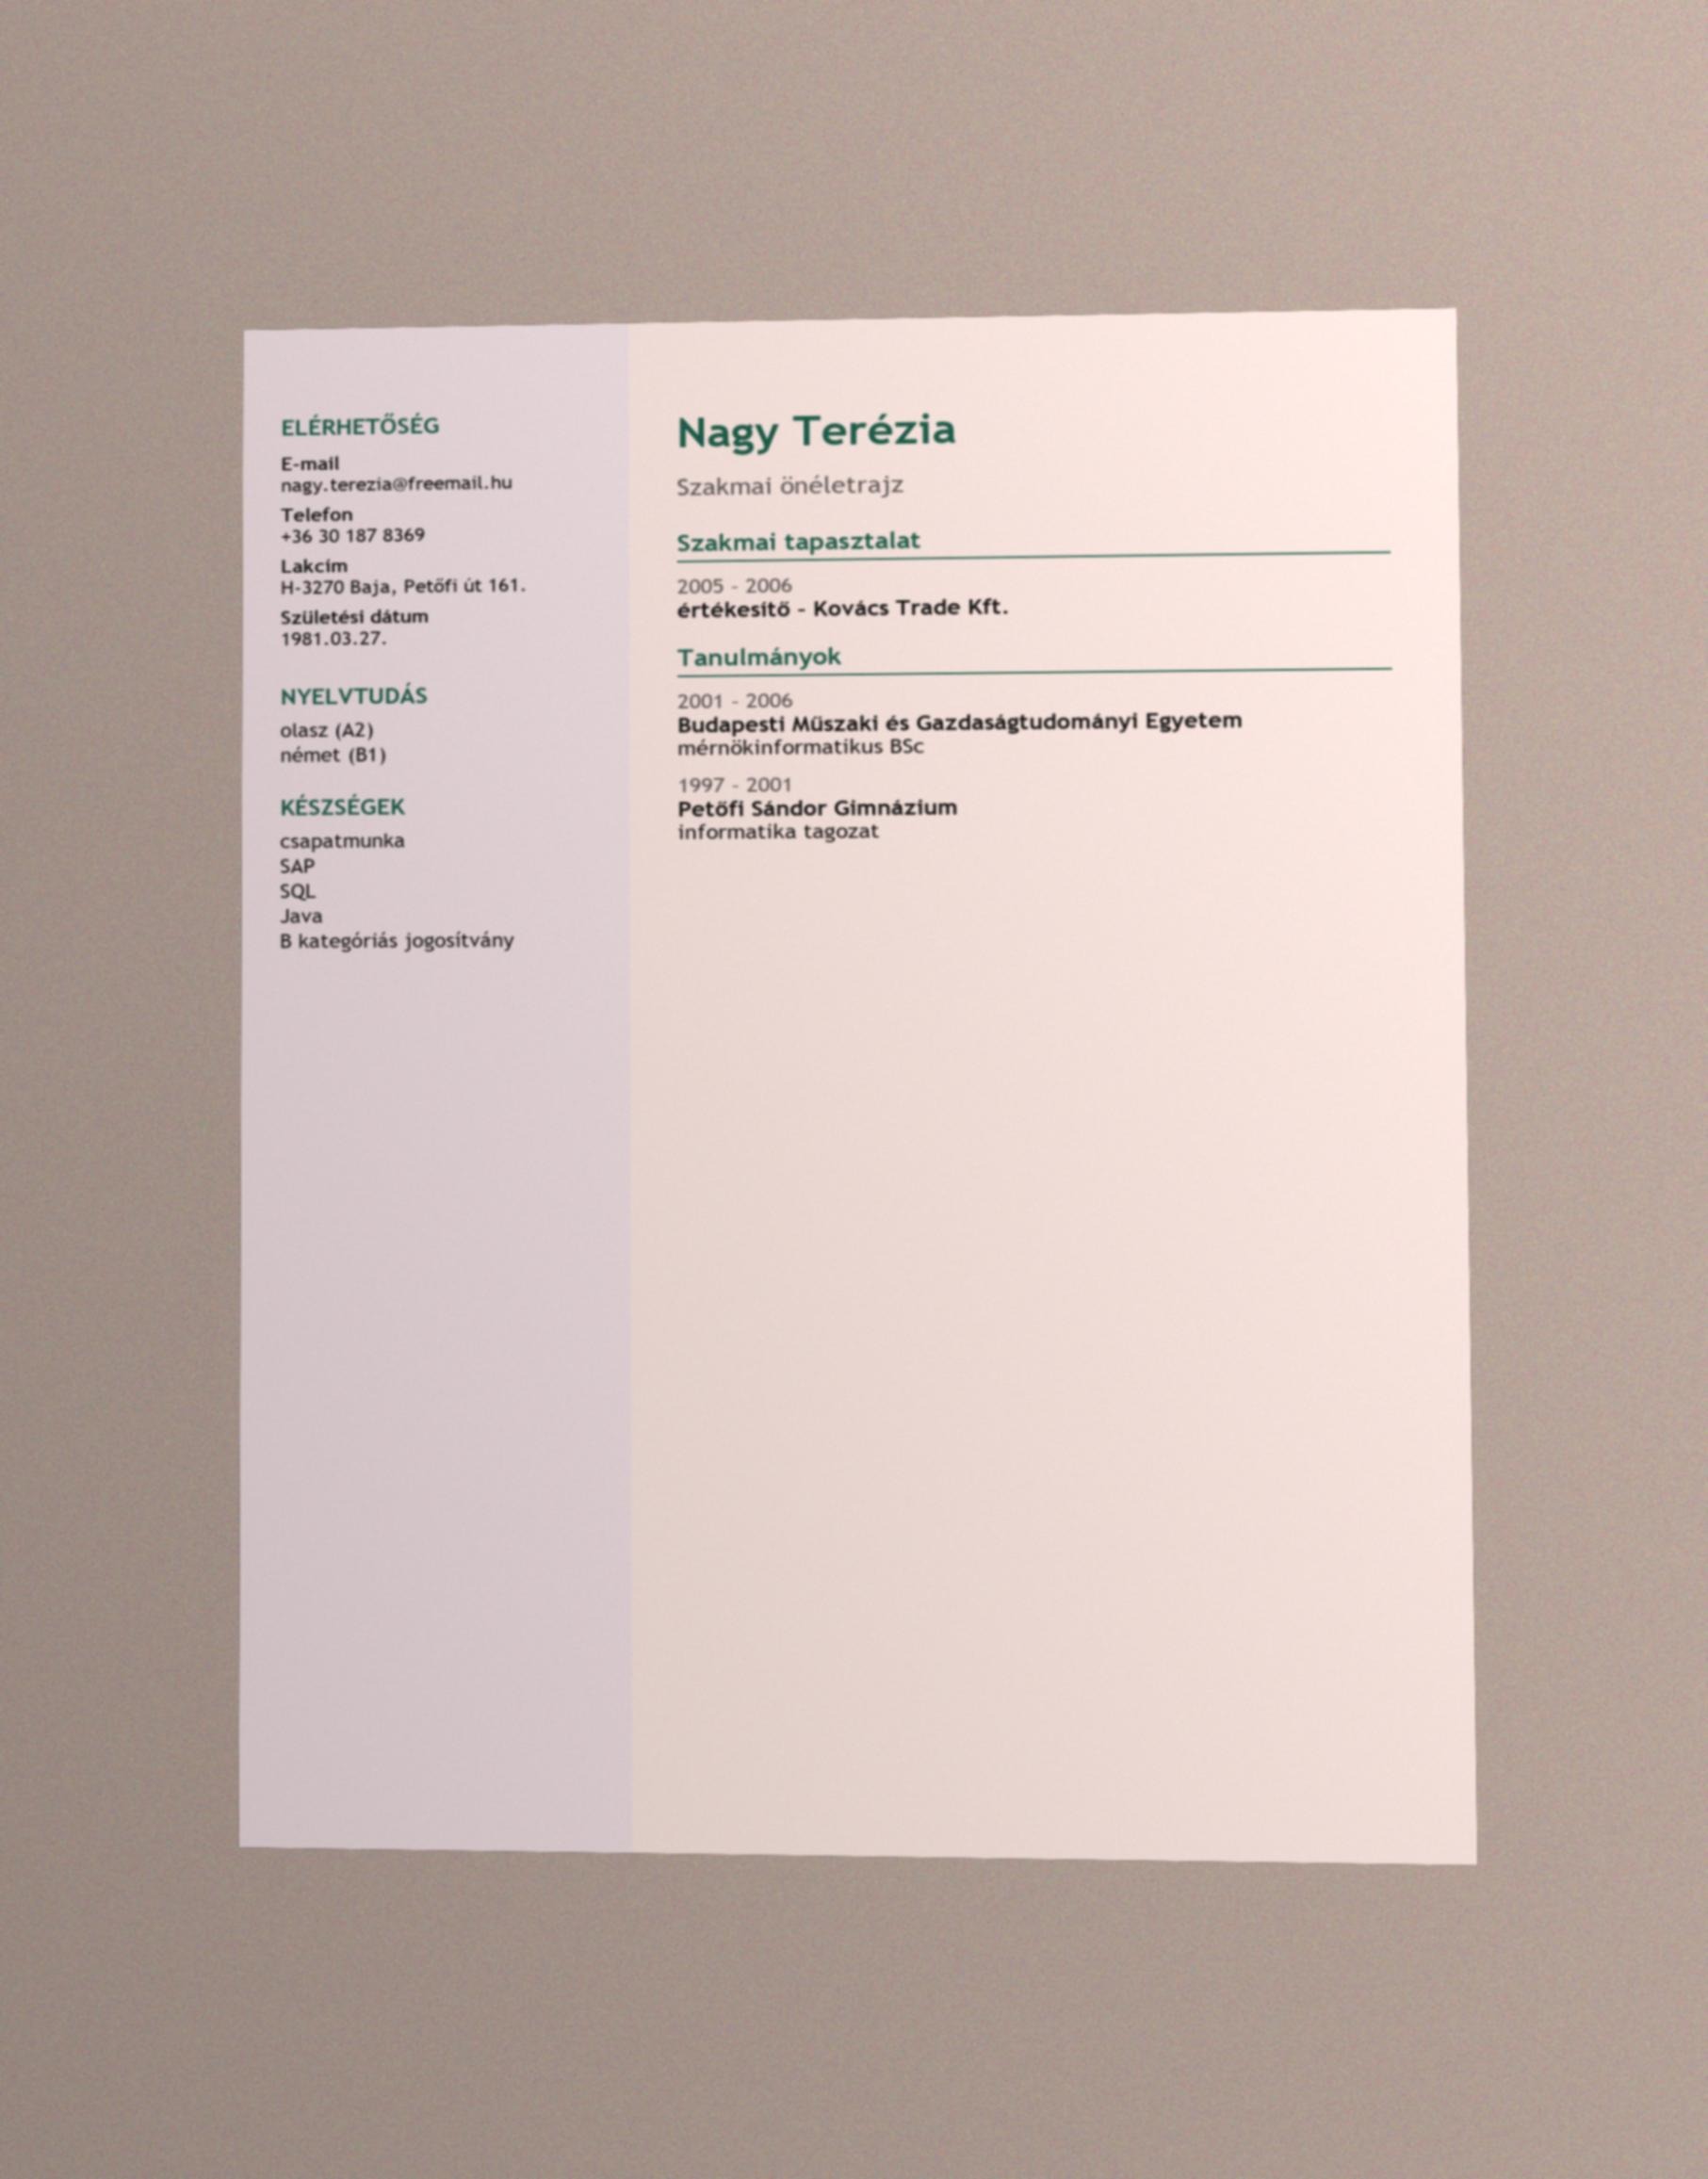 ELÉRHETŐSÉG
E-mail
nagy.terezia@freemail.hu
Telefon
+36 30 187 8369
Lakcím
H-3270 Baja, Petőfi út 161.
Születési dátum
1981.03.27.
NYELVTUDÁS
olasz (A2)
német (B1)
KÉSZSÉGEK
csapatmunka
SAP
SQL
Java
B kategóriás jogosítvány
Nagy Terézia
Szakmai önéletrajz
Szakmai tapasztalat
2005 - 2006
értékesítő - Kovács Trade Kft.
Tanulmányok
2001 - 2006
Budapesti Műszaki és Gazdaságtudományi Egyetem
mérnökinformatikus BSc
1997 - 2001
Petőfi Sándor Gimnázium
informatika tagozat